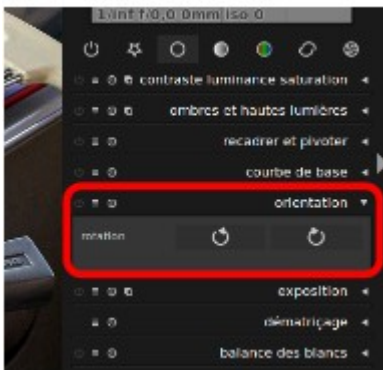 1/inf f/0,0 0mm iso 0
contraste luminance saturation
ombres et hautes lumières
recadrer et pivoter
courbe de base
orientation
rotation
exposition
dématriçage
balance des blancs